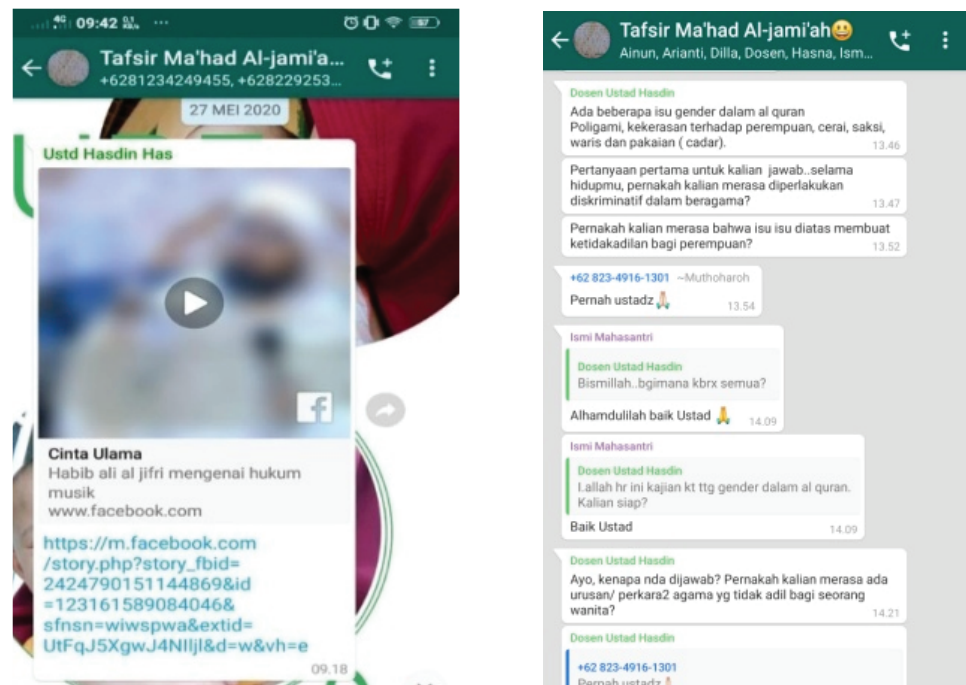 4G 09:42 0,1 KB/s ...
57
Tafsir Ma'had Al-jami'a...
+6281234249455, +628229253...
27 MEI 2020
Ustd Hasdin Has
f
Cinta Ulama
Habib ali al jifri mengenai hukum
musik
www.facebook.com
https://m.facebook.com
/story.php?story_fbid=
2424790151144869&id
=123161589084046&
sfnsn=wiwspwa&extid=
UtFqJ5XgwJ4NIljl&d=w&vh=e
09.18
Tafsir Ma'had Al-jami'ah😃
Ainun, Arianti, Dilla, Dosen, Hasna, Ism...
Dosen Ustad Hasdin
Ada beberapa isu gender dalam al quran
Poligami, kekerasan terhadap perempuan, cerai, saksi,
waris dan pakaian ( cadar).
13.46
Pertanyaan pertama untuk kalian jawab..selama
hidupmu, pernakah kalian merasa diperlakukan
diskriminatif dalam beragama?
13.47
Pernakah kalian merasa bahwa isu isu diatas membuat
ketidakadilan bagi perempuan?
13.52
+62 823-4916-1301 ~Muthoharoh
Pernah ustadz🙏🏻
13.54
Ismi Mahasantri
Dosen Ustad Hasdin
Bismillah..bgimana kbrx semua?
Alhamdulilah baik Ustad 🙏
14.09
Ismi Mahasantri
Dosen Ustad Hasdin
I.allah hr ini kajian kt ttg gender dalam al quran.
Kalian siap?
Baik Ustad
14.09
Dosen Ustad Hasdin
Ayo, kenapa nda dijawab? Pernakah kalian merasa ada
urusan/ perkara2 agama yg tidak adil bagi seorang
wanita?
14.21
Dosen Ustad Hasdin
+62 823-4916-1301
Pernah ustadz🙏🏻